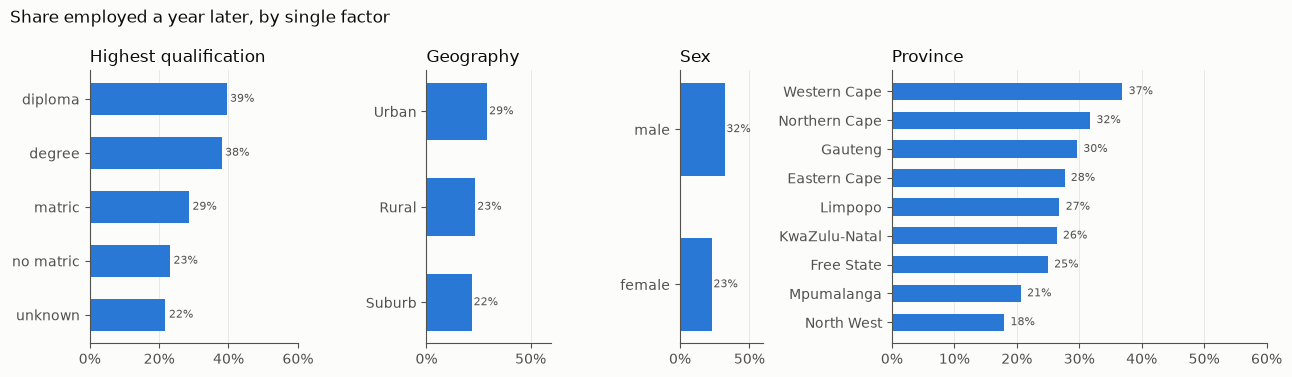 Share employed a year later, by single factor
Highest qualification
diploma 39%
degree 38%
matric 29%
no matric 23%
unknown 22%
0% 20% 40% 60%
Geography
Urban 29%
Rural 23%
Suburb 22%
0% 50%
Sex
male 32%
female 23%
0% 50%
Province
Western Cape 37%
Northern Cape 32%
Gauteng 30%
Eastern Cape 28%
Limpopo 27%
KwaZulu-Natal 26%
Free State 25%
Mpumalanga 21%
North West 18%
0% 10% 20% 30% 40% 50% 60%